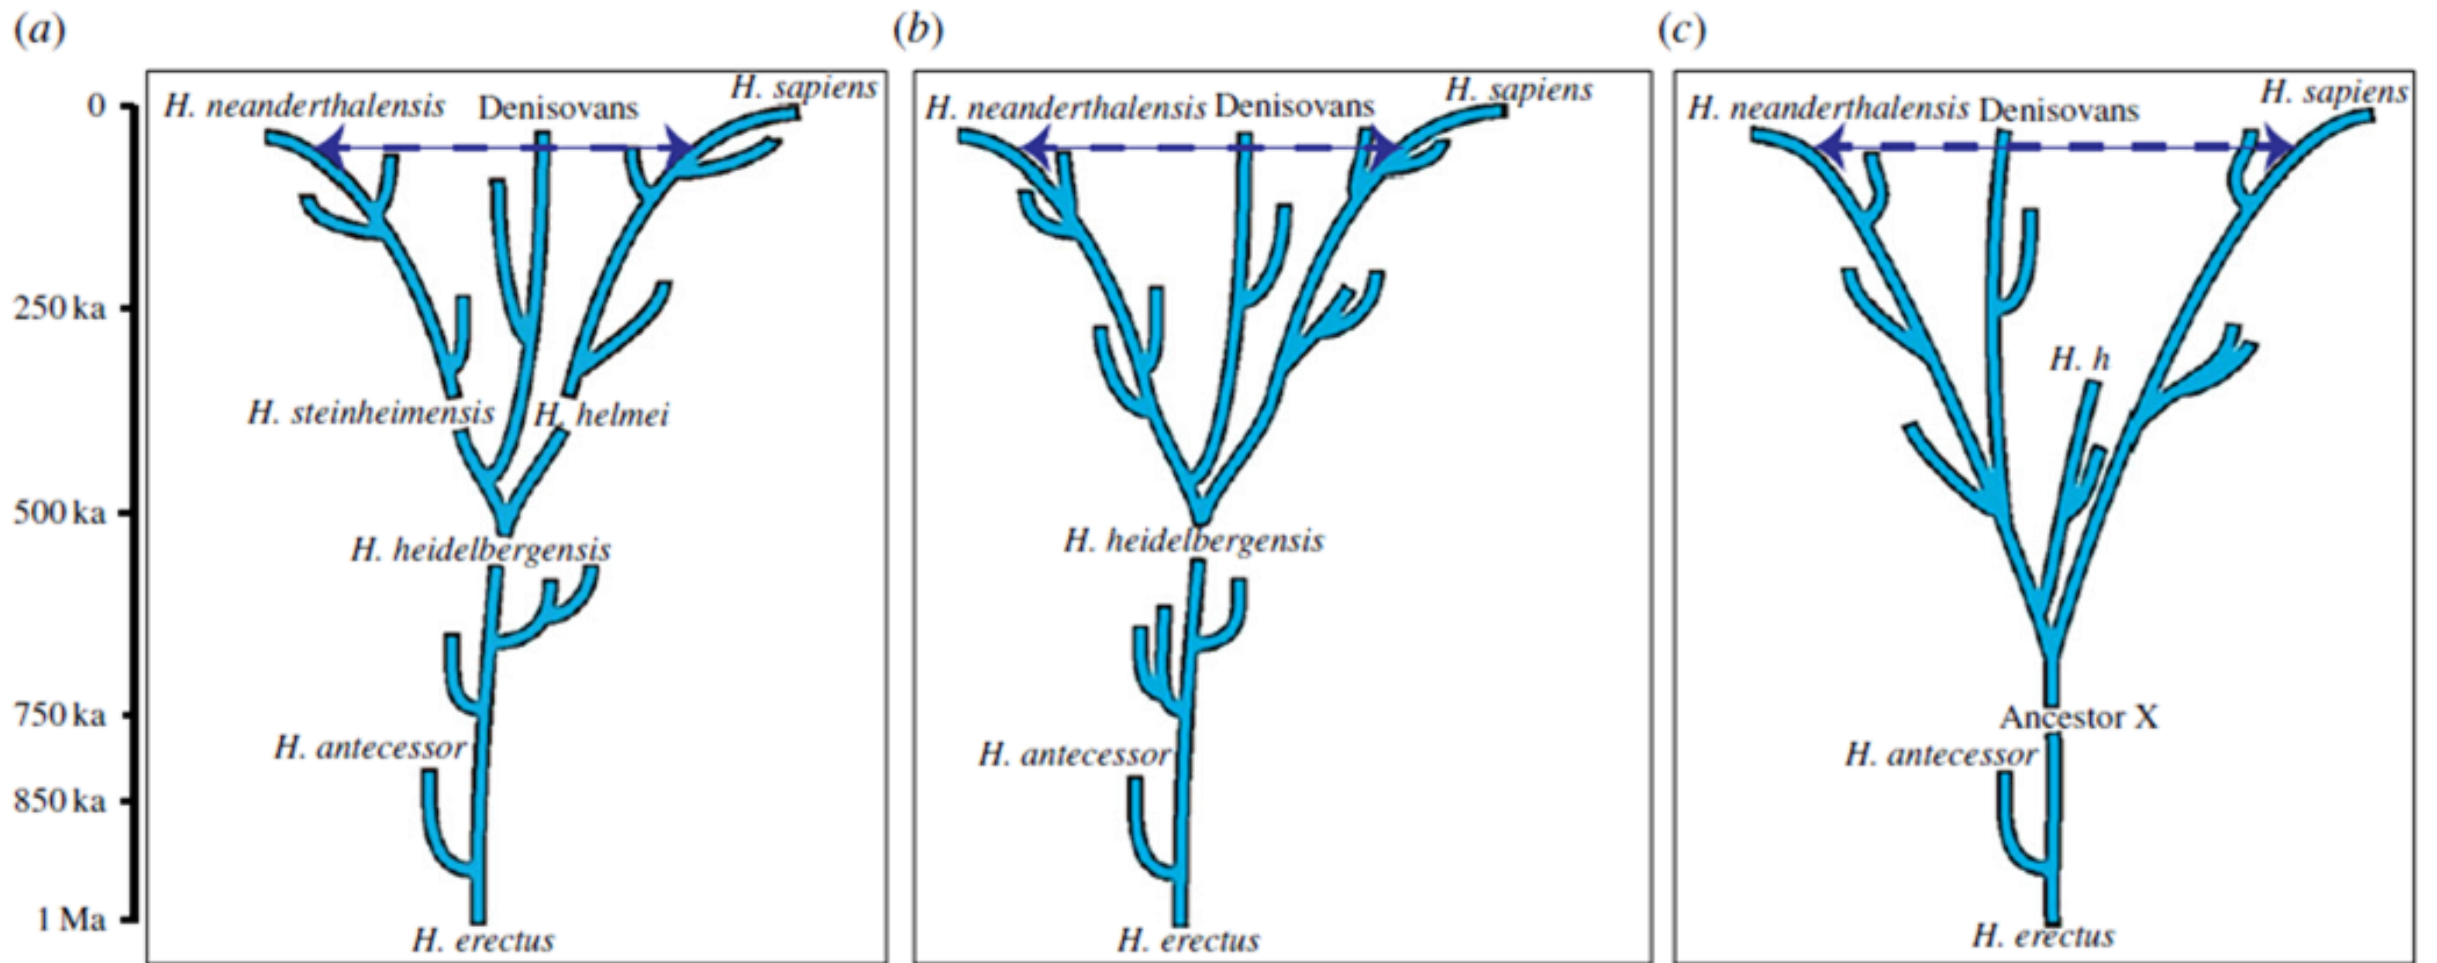 (a)
(b)
(c)
0
250 ka
500 ka
750 ka
850 ka
1 Ma
H. neanderthalensis
Denisovans
H. sapiens
H. steinheimensis
H. helmei
H. heidelbergensis
H. antecessor
H. erectus
H. neanderthalensis
Denisovans
H. sapiens
H. heidelbergensis
H. antecessor
H. erectus
H. neanderthalensis
Denisovans
H. sapiens
H. h
Ancestor X
H. antecessor
H. erectus